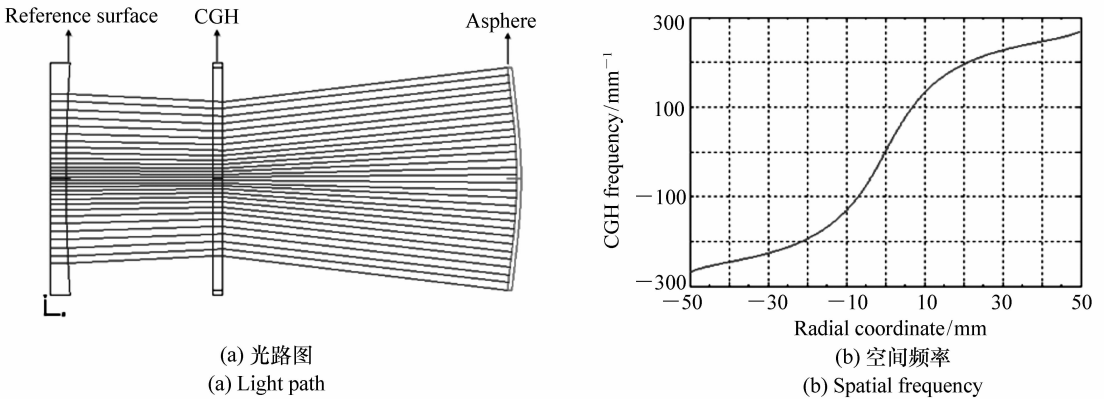 Reference surface
CGH
Asphere
(a) 光路图
(a) Light path
300
100
−100
−300
−50
−30
−10
10
30
50
CGH frequency/mm⁻¹
Radial coordinate/mm
(b) 空间频率
(b) Spatial frequency